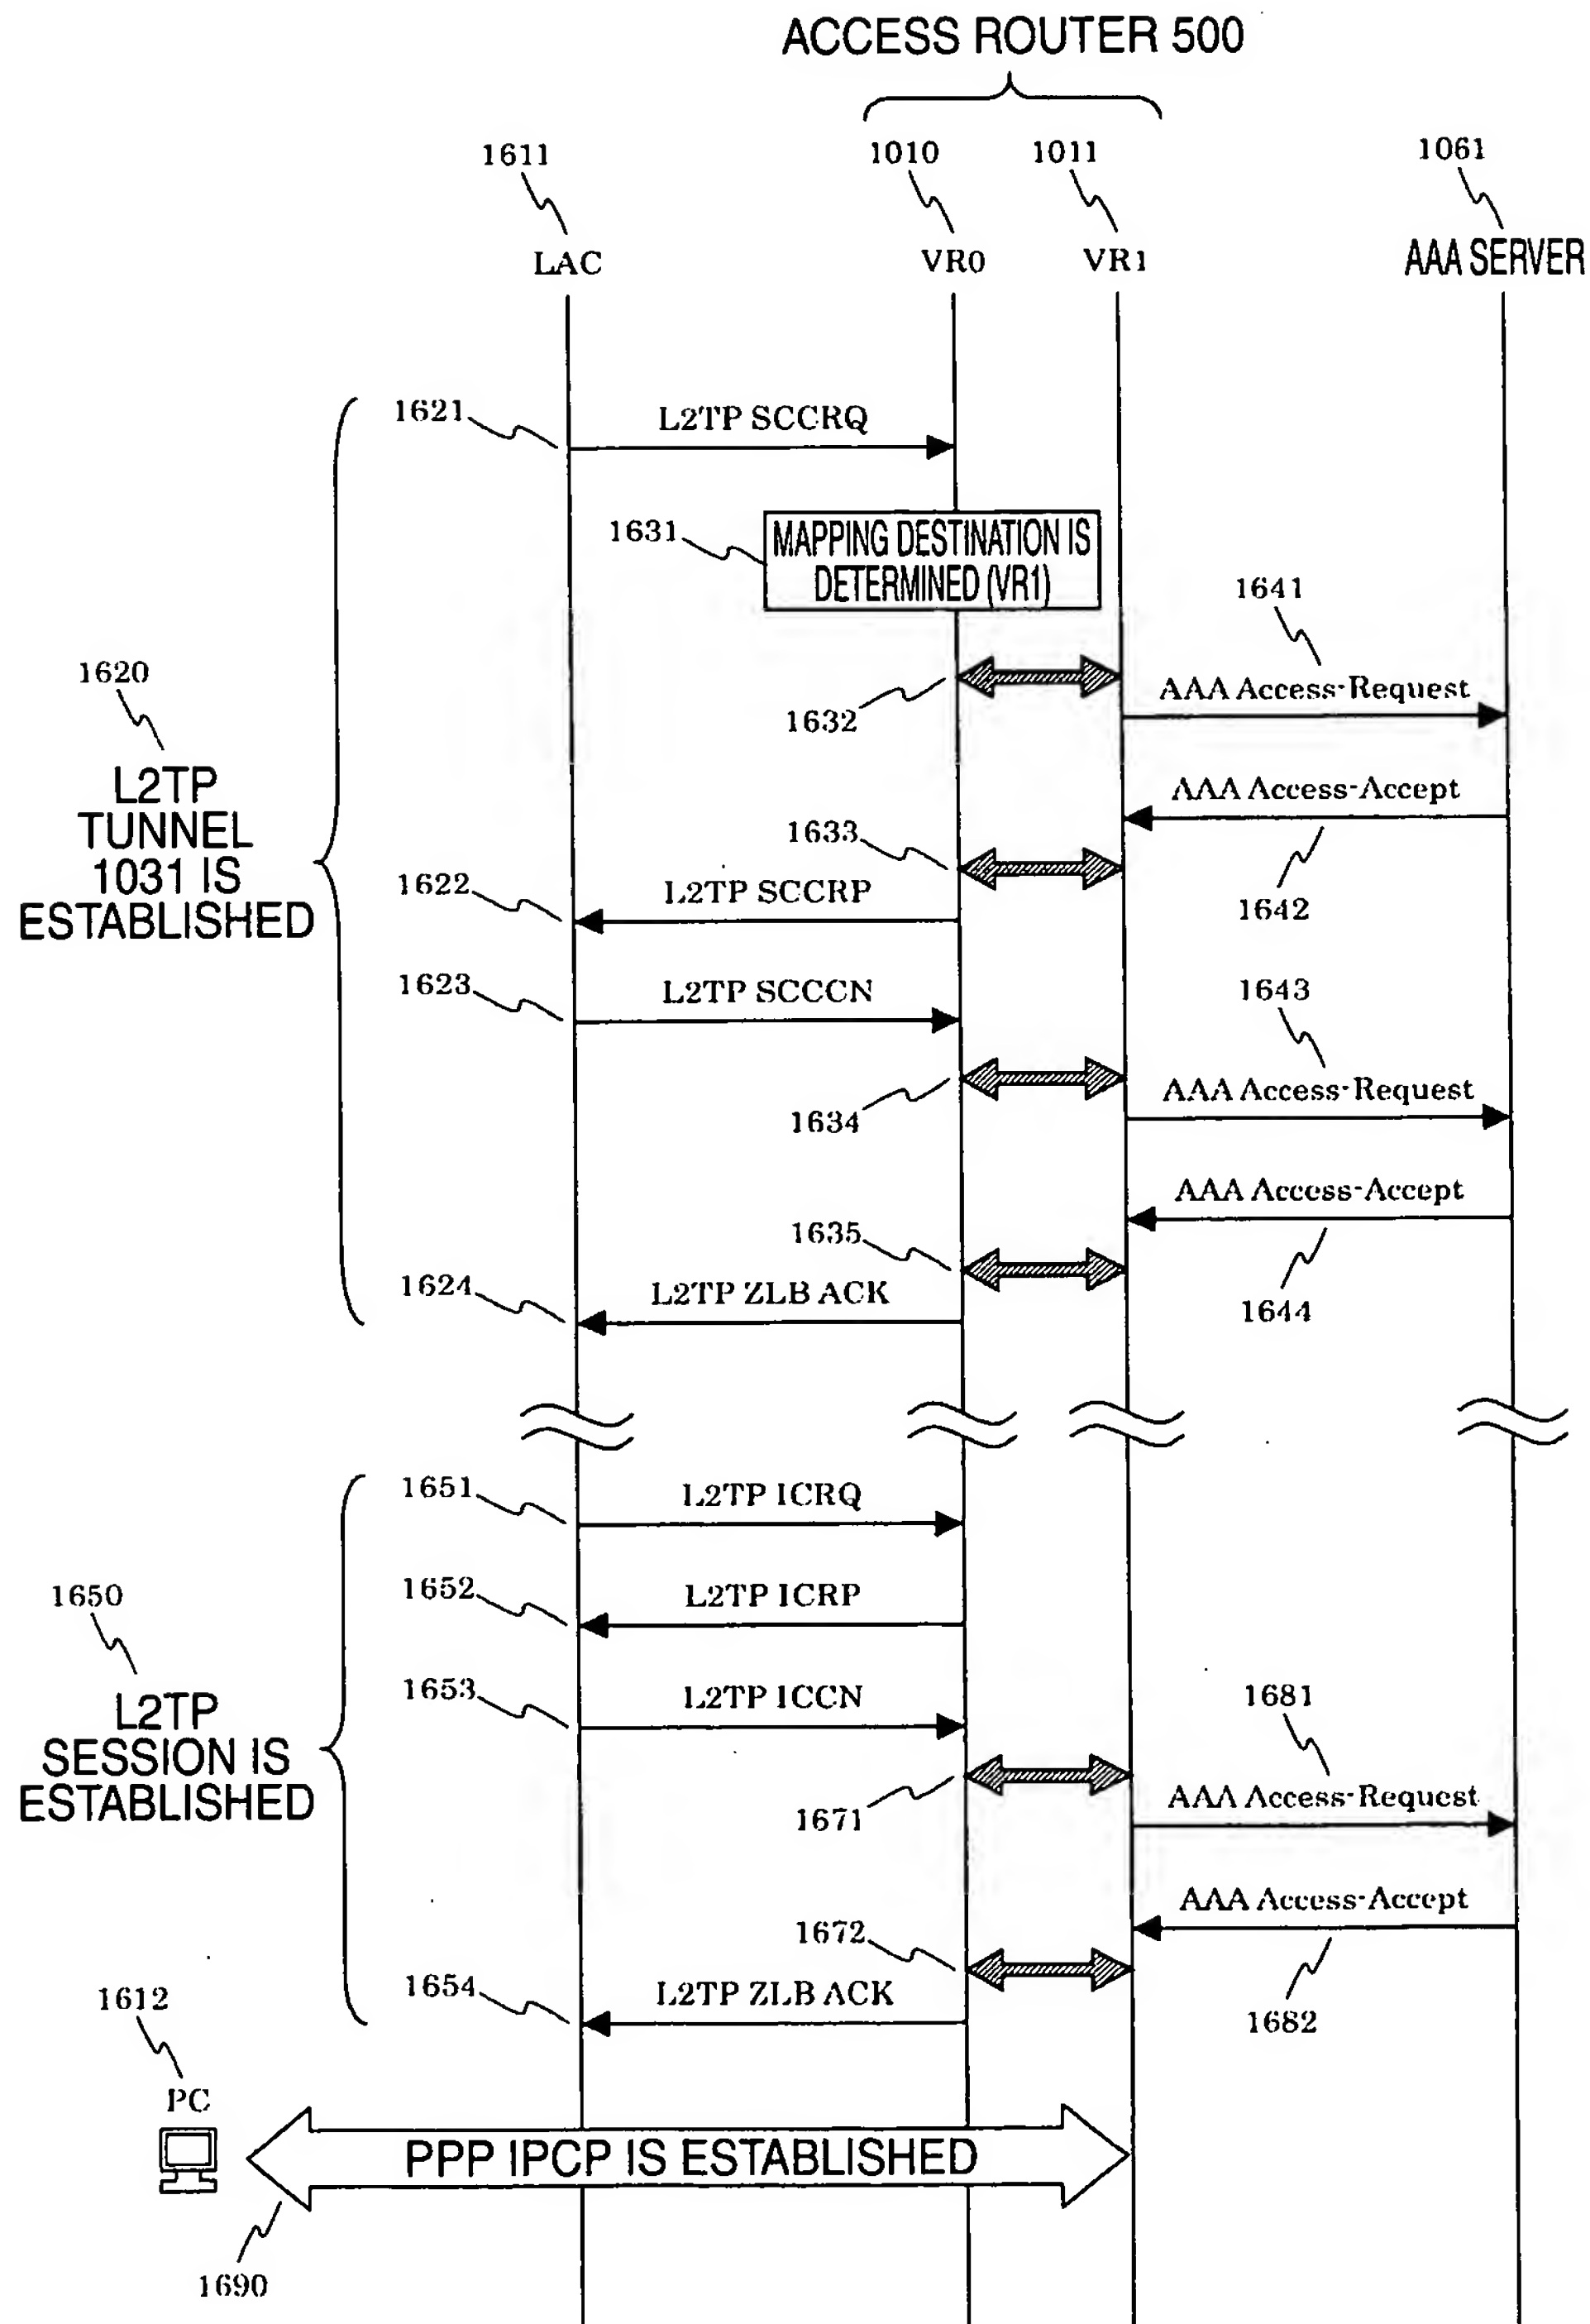 ACCESS ROUTER 500
1611
1010
1011
1061
LAC
VR0
VR1
AAA SERVER
1621
L2TP SCCRQ
1631
MAPPING DESTINATION IS
DETERMINED (VR1)
1641
1620
L2TP
TUNNEL
1031 IS
ESTABLISHED
1632
AAA Access-Request
AAA Access-Accept
1633
1642
1622
L2TP SCCRP
1623
L2TP SCCCN
1643
1634
AAA Access-Request
AAA Access-Accept
1635
1644
1624
L2TP ZLB ACK
1651
L2TP ICRQ
1650
L2TP
SESSION IS
ESTABLISHED
1652
L2TP ICRP
1653
L2TP ICCN
1681
1671
AAA Access-Request
AAA Access-Accept
1672
1682
1654
L2TP ZLB ACK
1612
PC
PPP IPCP IS ESTABLISHED
1690